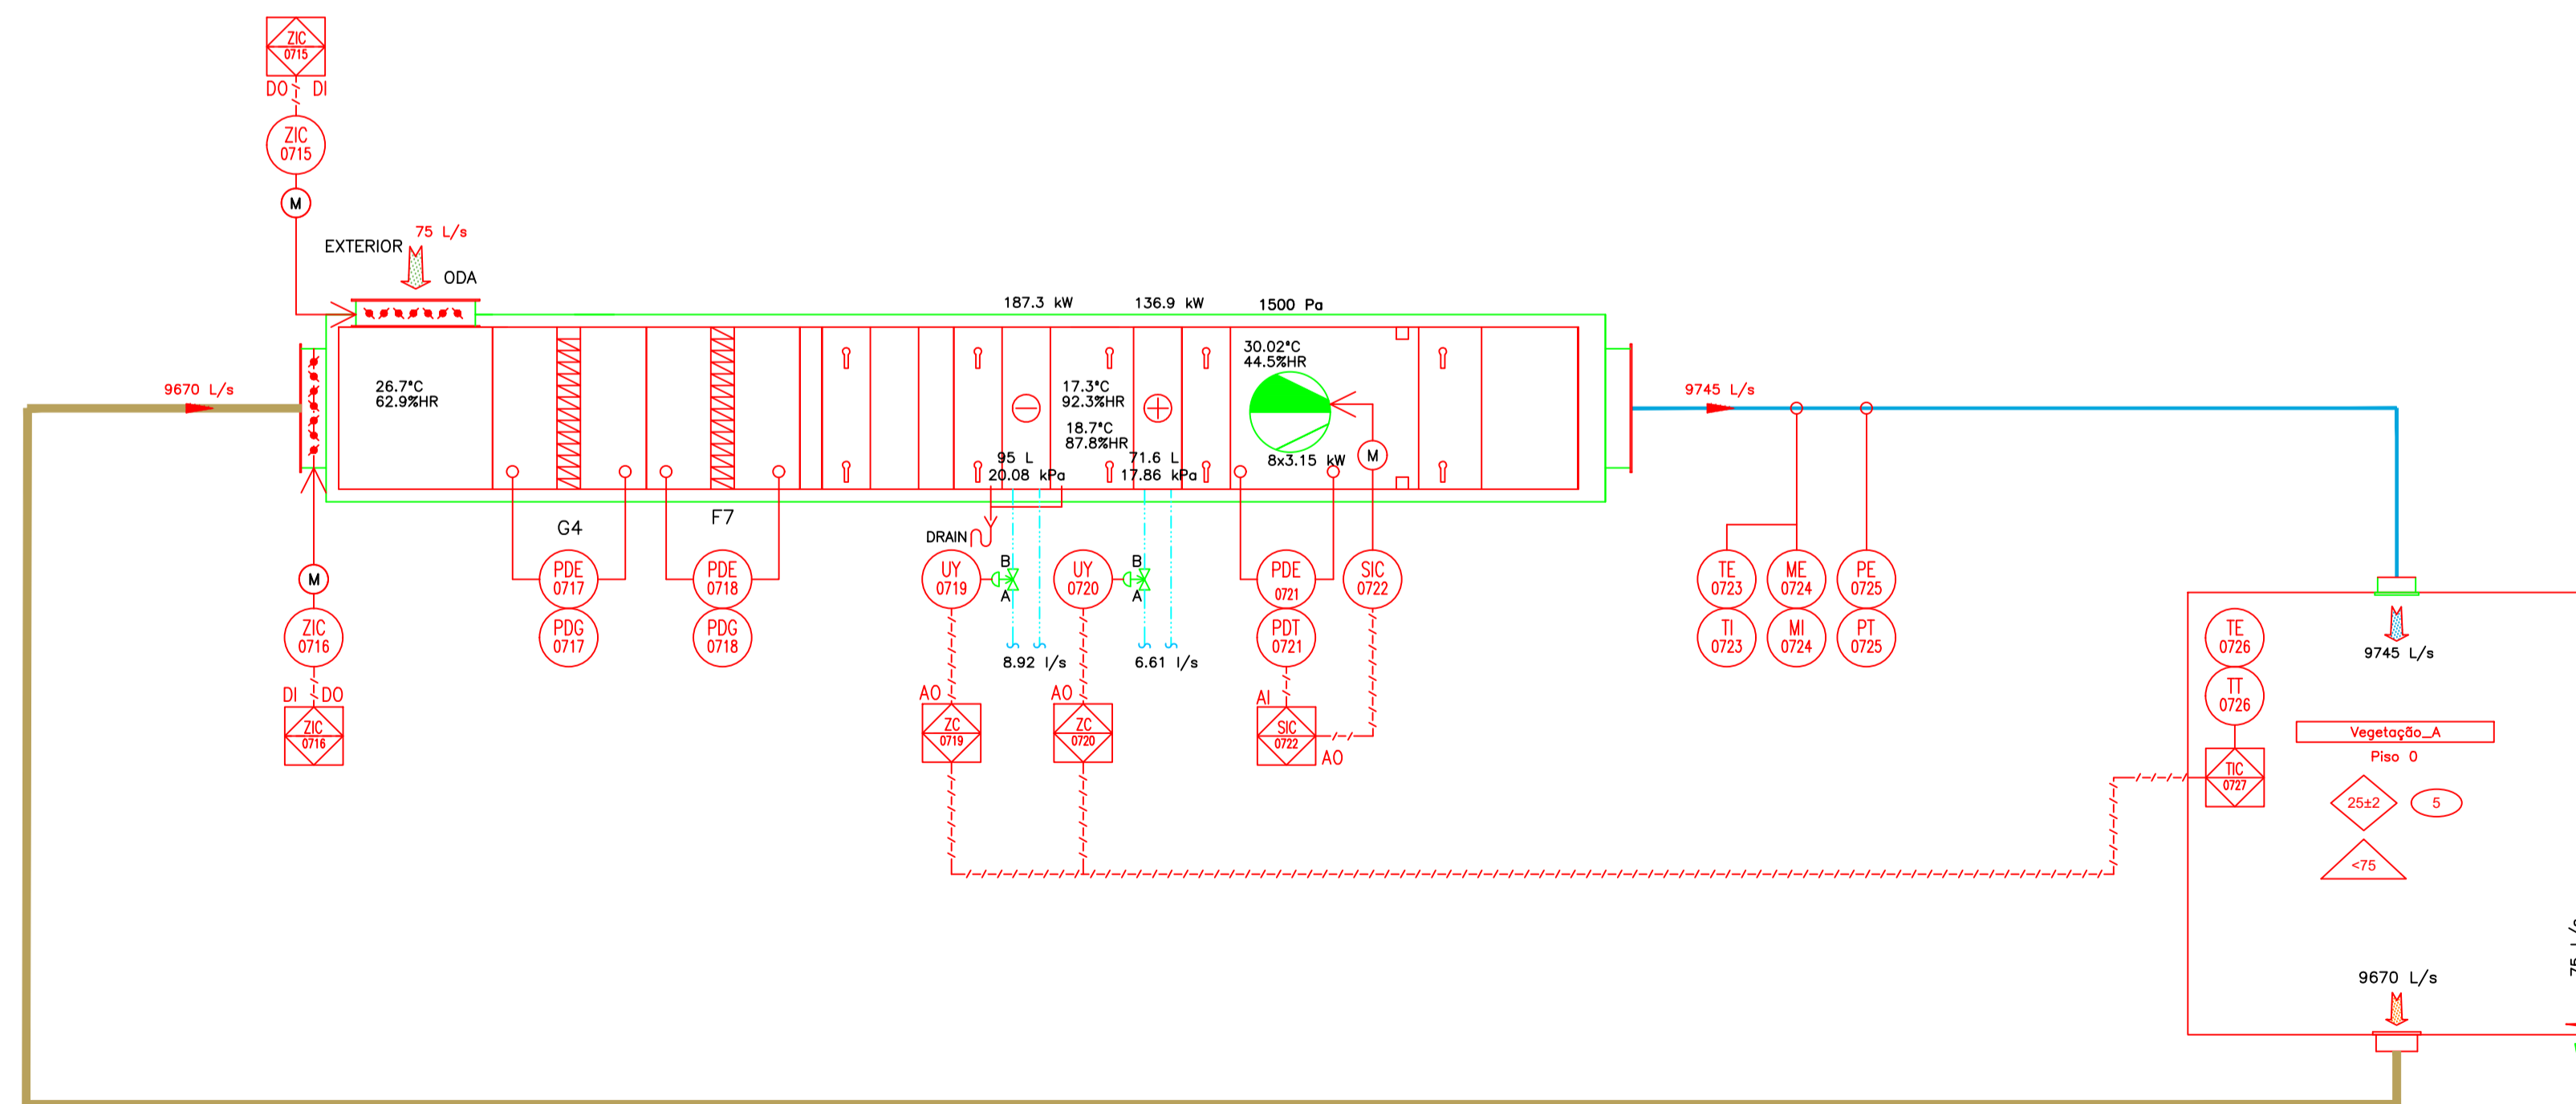 ZIC
0715
DO DI
ZIC
0715
M
75 L/s
EXTERIOR
ODA
187.3 kW
136.9 kW
1500 Pa
9670 L/s
26.7°C
62.9%HR
17.3°C
92.3%HR
18.7°C
87.8%HR
30.02°C
44.5%HR
95 L
20.08 kPa
71.6 L
17.86 kPa
8x3.15 kW
M
9745 L/s
G4
F7
DRAIN
B
A
B
A
M
ZIC
0716
DI DO
ZIC
0716
PDE
0717
PDG
0717
PDE
0718
PDG
0718
UY
0719
UY
0720
8.92 l/s
6.61 l/s
PDE
0721
PDT
0721
SIC
0722
AO
ZC
0719
AO
ZC
0720
AI
SIC
0722
AO
TE
0723
TI
0723
ME
0724
MI
0724
PE
0725
PT
0725
9745 L/s
TE
0726
TT
0726
TIC
0727
Vegetação_A
Piso 0
25±2
5
<75
9670 L/s
75 L/s